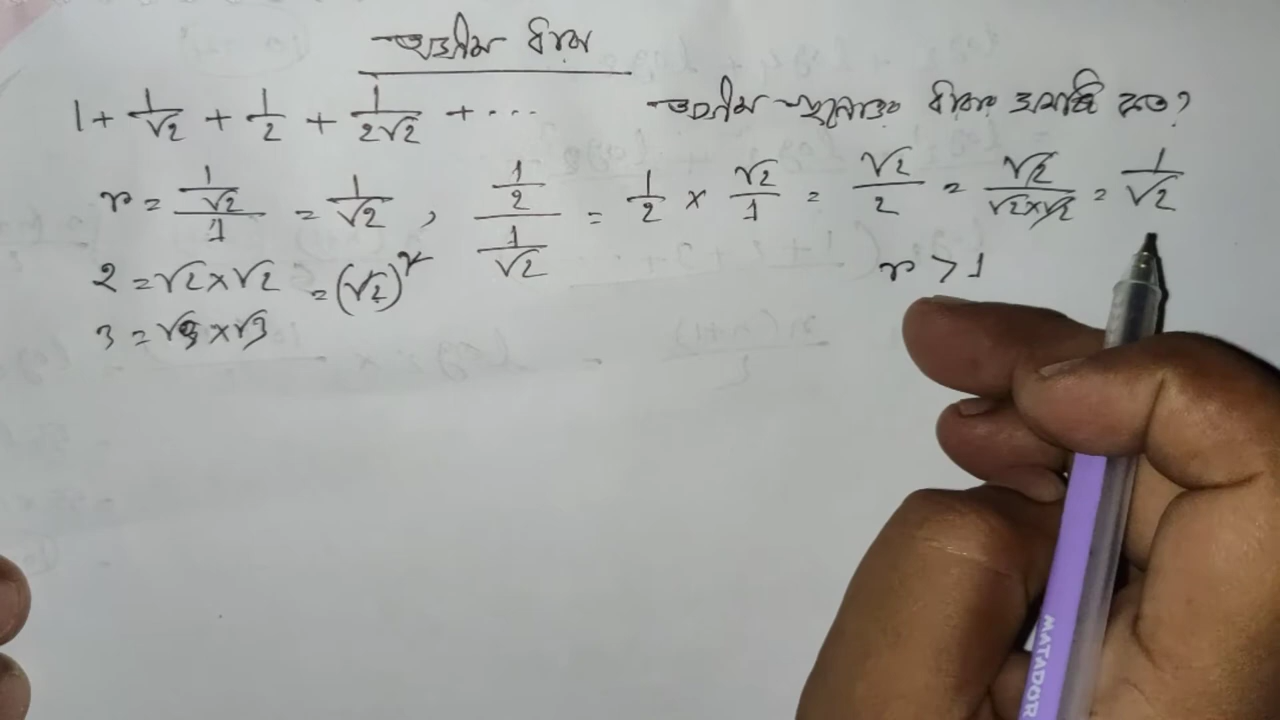 অসীম ধারা
1 + 1/√2 + 1/2 + 1/2√2 + ... অসীম গুনোত্তর ধারার সমষ্টি কত?
r = (1/√2)/1 = 1/√2 , (1/2)/(1/√2) = 1/2 × √2/1 = √2/2 = √2/(√2×√2) = 1/√2
2 = √2 × √2 = (√2)² r > 1
3 = √3 × √3
MATADOR